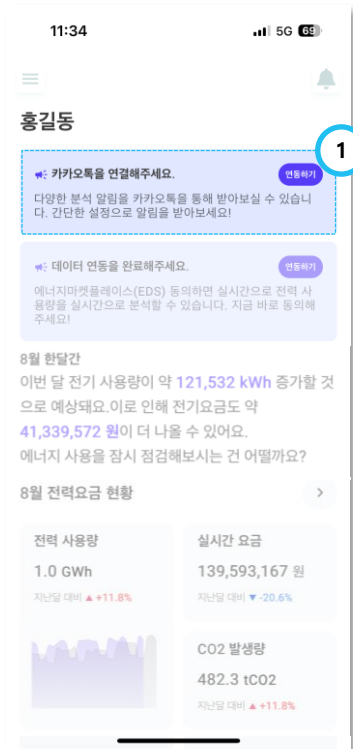 11:34
5G 69
홍길동
1
카카오톡을 연결해주세요.
연동하기
다양한 분석 알림을 카카오톡을 통해 받아보실 수 있습니
다. 간단한 설정으로 알림을 받아보세요!
데이터 연동을 완료해주세요.
연동하기
에너지마켓플레이스(EDS) 동의하면 실시간으로 전력 사
용량을 실시간으로 분석할 수 있습니다. 지금 바로 동의해
주세요!
8월 한달간
이번 달 전기 사용량이 약 121,532 kWh 증가할 것
으로 예상돼요.이로 인해 전기요금도 약
41,339,572 원이 더 나올 수 있어요.
에너지 사용을 잠시 점검해보시는 건 어떨까요?
8월 전력요금 현황
전력 사용량
1.0 GWh
지난달 대비 ▲ +11.8%
실시간 요금
139,593,167 원
지난달 대비 ▼ -20.6%
CO2 발생량
482.3 tCO2
지난달 대비 ▲ +11.8%